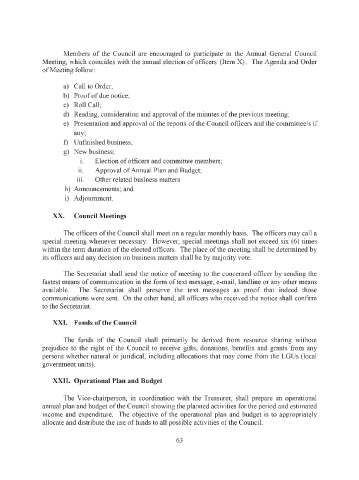 Members of the Council are encouraged to participate in the Annual General Council
Meeting, which coincides with the annual election of officers (Item X). The Agenda and Order
of Meeting follow:
a) Call to Order;
b) Proof of due notice;
c) Roll Call;
d) Reading, consideration and approval of the minutes of the previous meeting;
e) Presentation and approval of the reports of the Council officers and the committee/s if
any;
f) Unfinished business;
g) New business;
i. Election of officers and committee members;
ii. Approval of Annual Plan and Budget;
iii. Other related business matters
h) Announcements; and
i) Adjournment.
XX. Council Meetings
The officers of the Council shall meet on a regular monthly basis. The officers may call a
special meeting whenever necessary. However, special meetings shall not exceed six (6) times
within the term duration of the elected officers. The place of the meeting shall be determined by
its officers and any decision on business matters shall be by majority vote.
The Secretariat shall send the notice of meeting to the concerned officer by sending the
fastest means of communication in the form of text message, e-mail, landline or any other means
available. The Secretariat shall preserve the text messages as proof that indeed those
communications were sent. On the other hand, all officers who received the notice shall confirm
to the Secretariat.
XXI. Funds of the Council
The funds of the Council shall primarily be derived from resource sharing without
prejudice to the right of the Council to receive gifts, donations, benefits and grants from any
persons whether natural or juridical, including allocations that may come from the LGUs (local
government units).
XXII. Operational Plan and Budget
The Vice-chairperson, in coordination with the Treasurer, shall prepare an operational
annual plan and budget of the Council showing the planned activities for the period and estimated
income and expenditure. The objective of the operational plan and budget is to appropriately
allocate and distribute the use of funds to all possible activities of the Council.
63